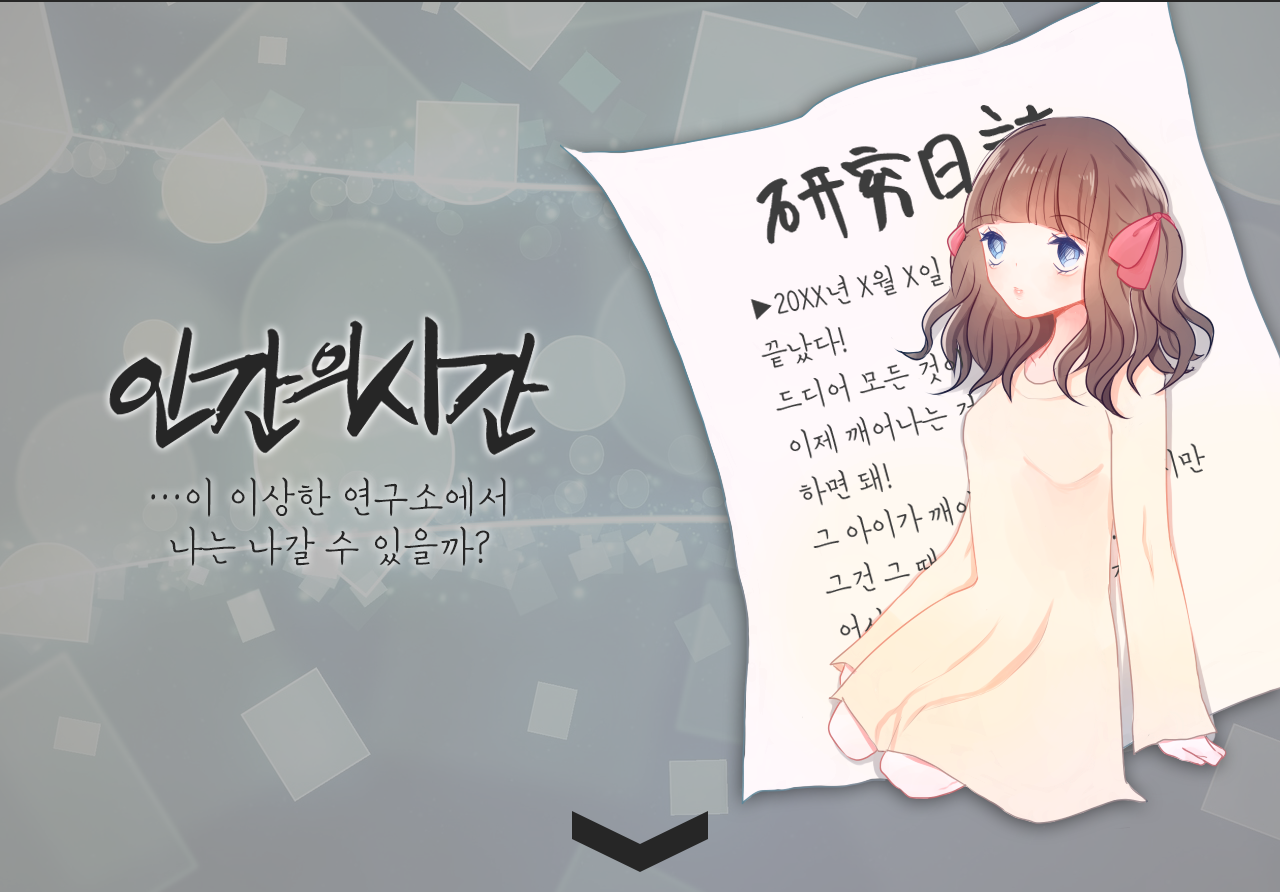 인간의시간
…이 이상한 연구소에서
나는 나갈 수 있을까?
研究日
▶20XX년 X월 X일
끝났다!
드디어 모든
이제 깨어나는
하면 돼!
그 아이가
그건 그